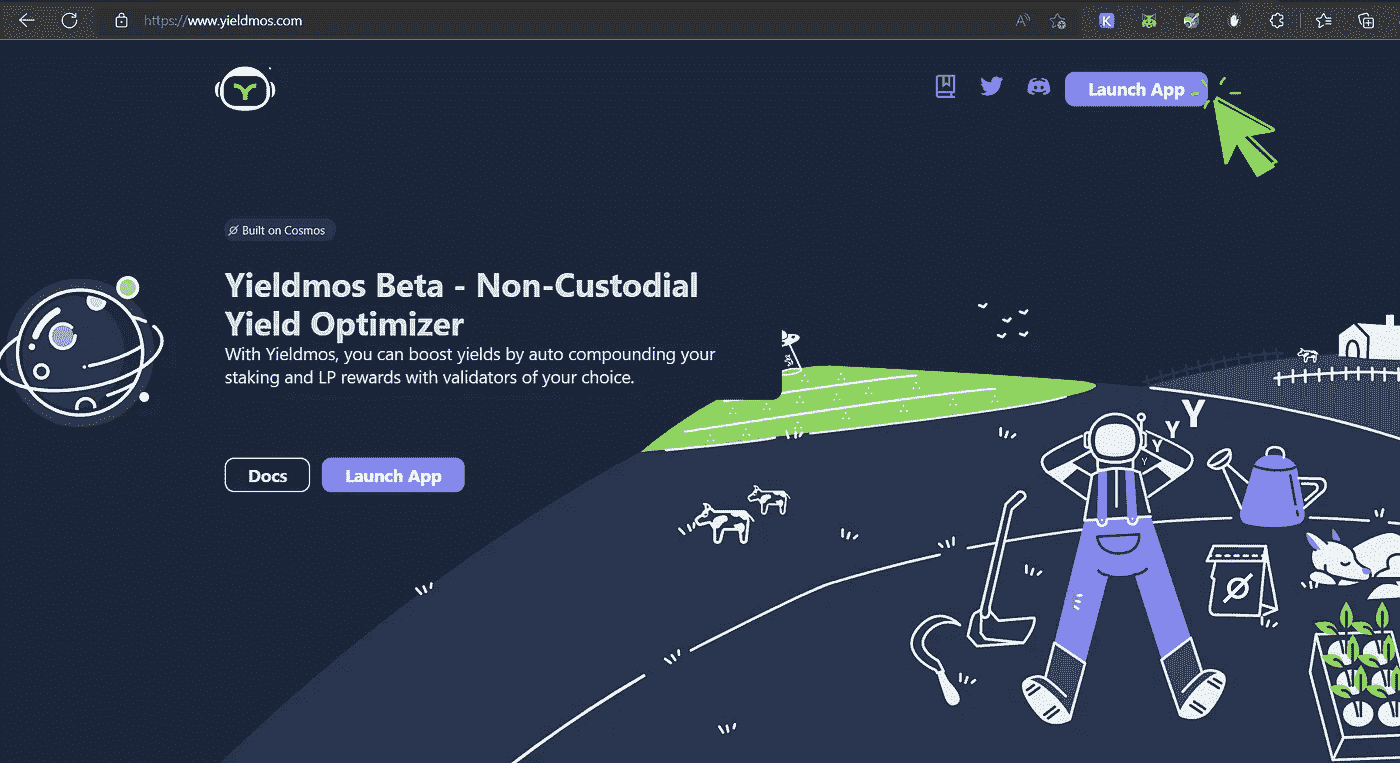 https://www.yieldmos.com
K
Y
Launch App
Built on Cosmos
Yieldmos Beta - Non-Custodial
Yield Optimizer
With Yieldmos, you can boost yields by auto compounding your
staking and LP rewards with validators of your choice.
Docs
Launch App
Y
Y
Y
Y